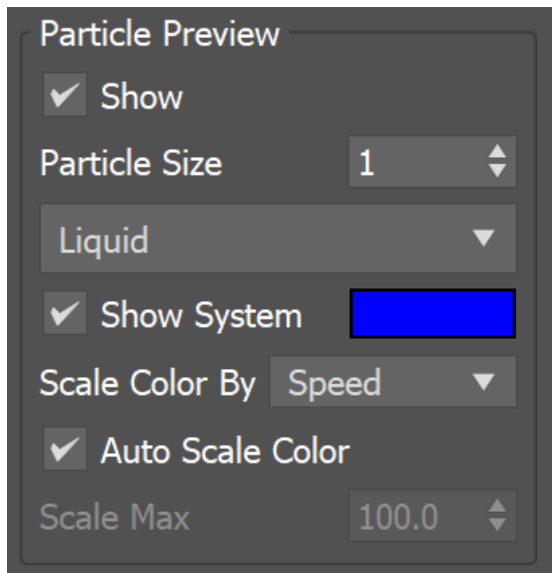 Particle Preview
Show
Particle Size 1
Liquid
Show System
Scale Color By Speed
Auto Scale Color
Scale Max 100.0